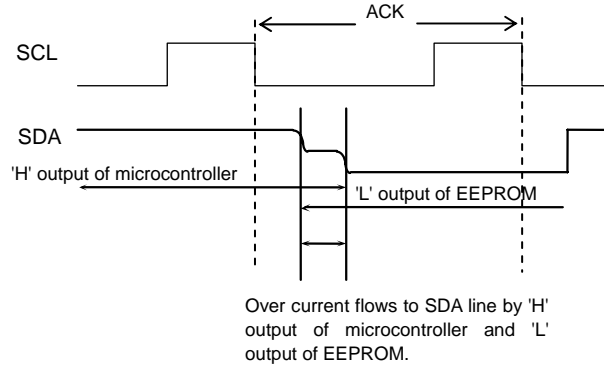 ACK
SCL
SDA
'H' output of microcontroller
'L' output of EEPROM
Over current flows to SDA line by 'H'
output of microcontroller and 'L'
output of EEPROM.